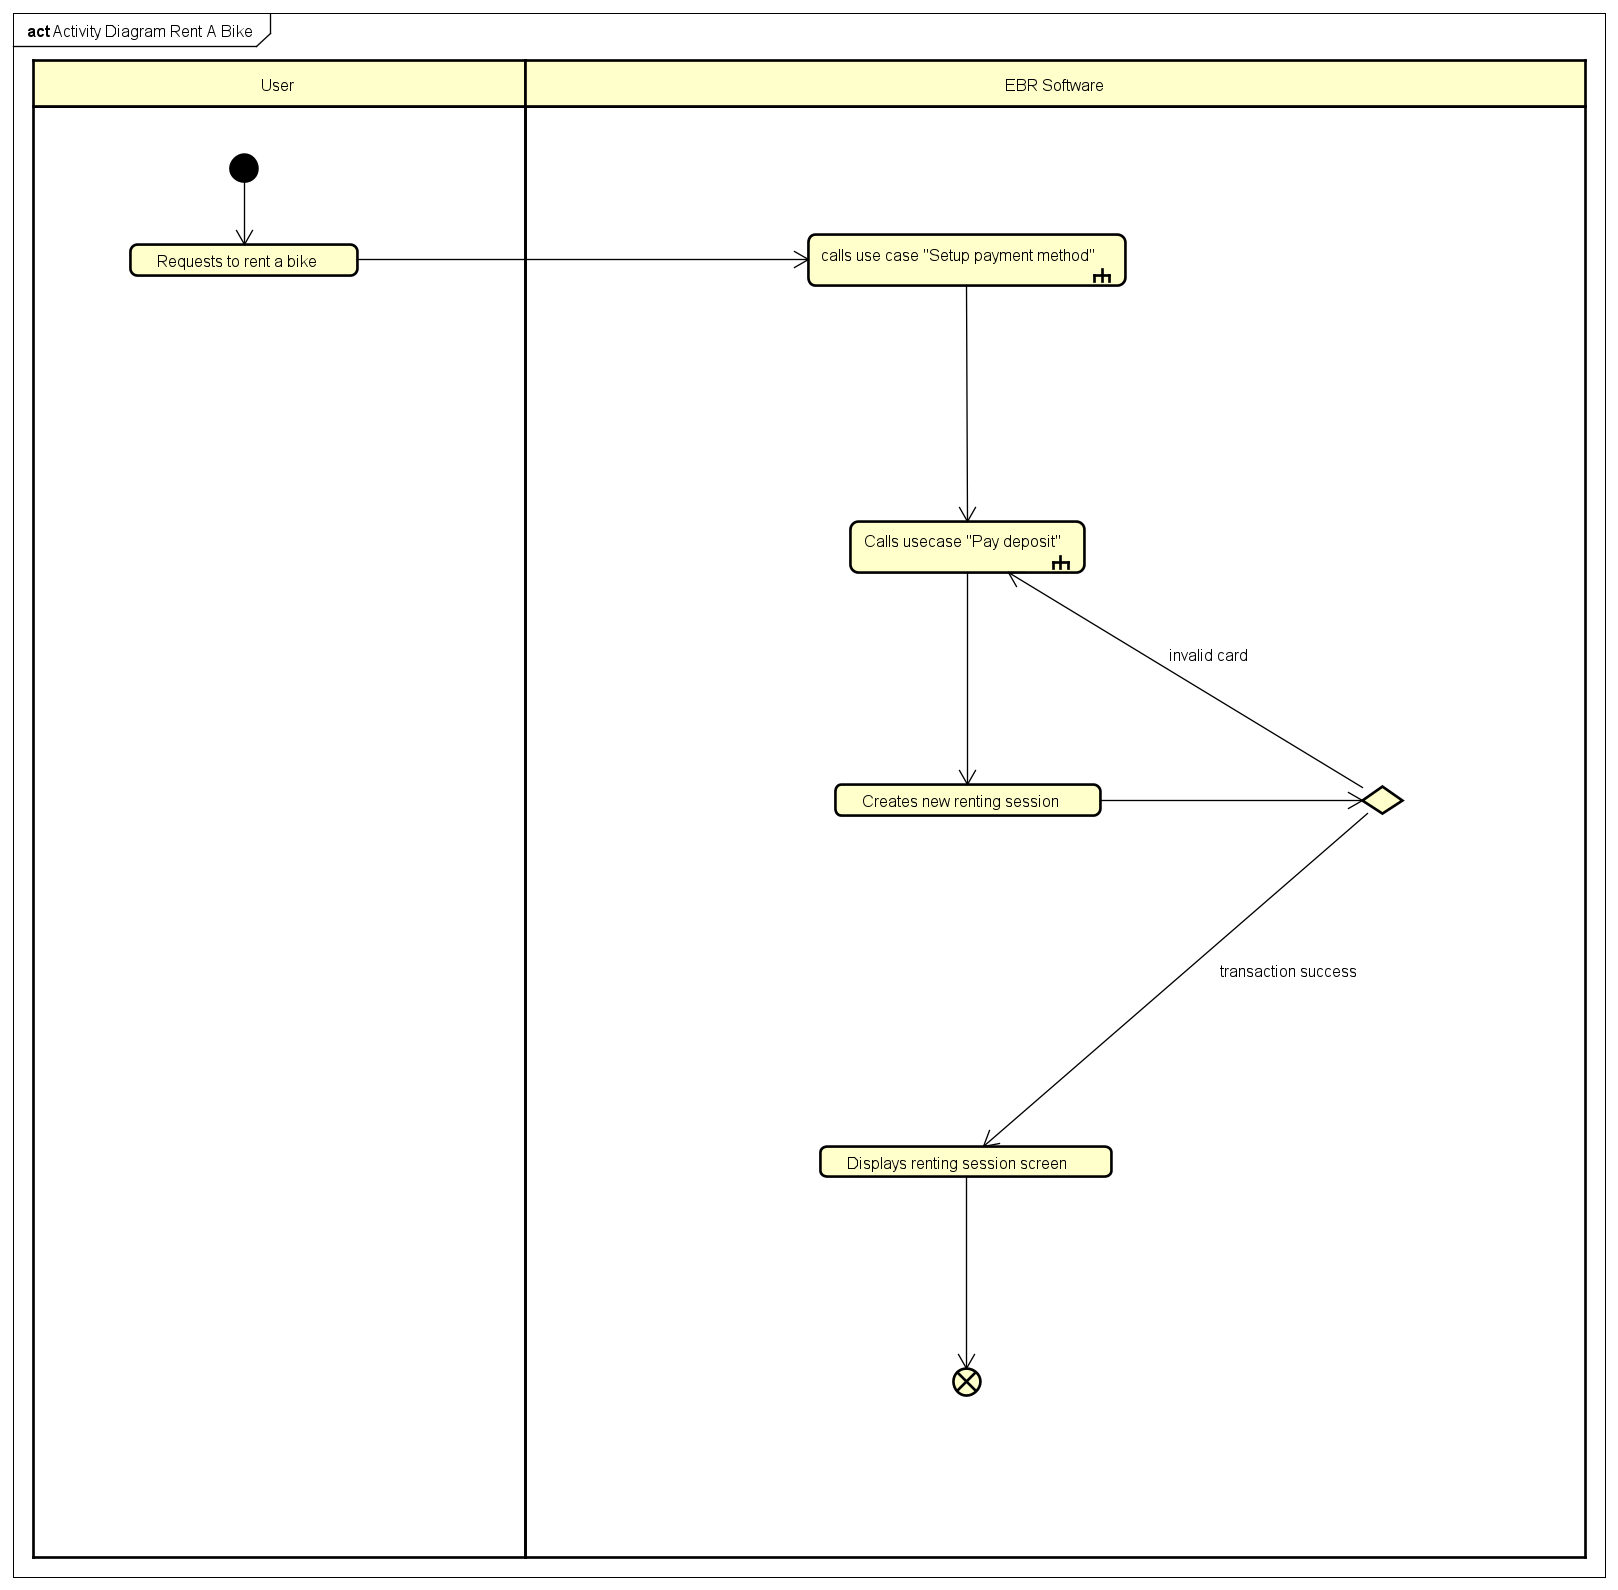 act Activity Diagram Rent A Bike
User
EBR Software
Requests to rent a bike
calls use case "Setup payment method"
Calls usecase "Pay deposit"
invalid card
Creates new renting session
transaction success
Displays renting session screen